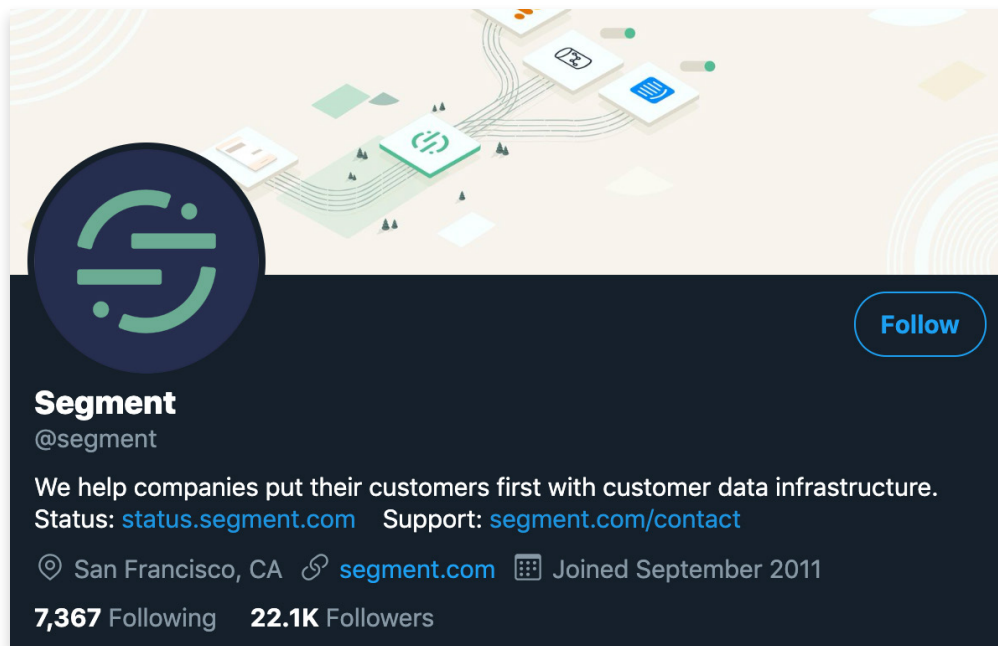 Follow
Segment
@segment
We help companies put their customers first with customer data infrastructure.
Status: status.segment.com Support: segment.com/contact
San Francisco, CA segment.com Joined September 2011
7,367 Following 22.1K Followers